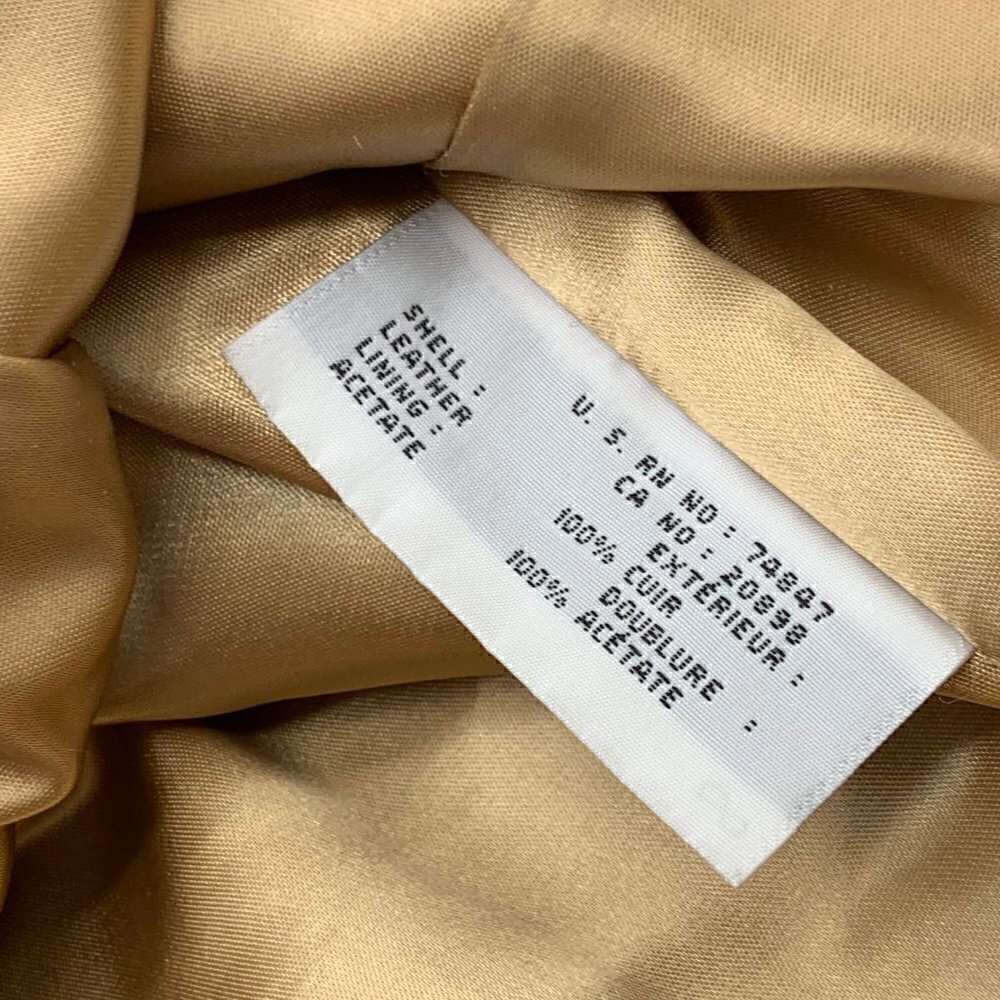 U. S. RN NO : 74847
CA NO : 20898
SHELL : EXTÉRIEUR :
LEATHER 100% CUIR
LINING : DOUBLURE :
ACETATE 100% ACÉTATE